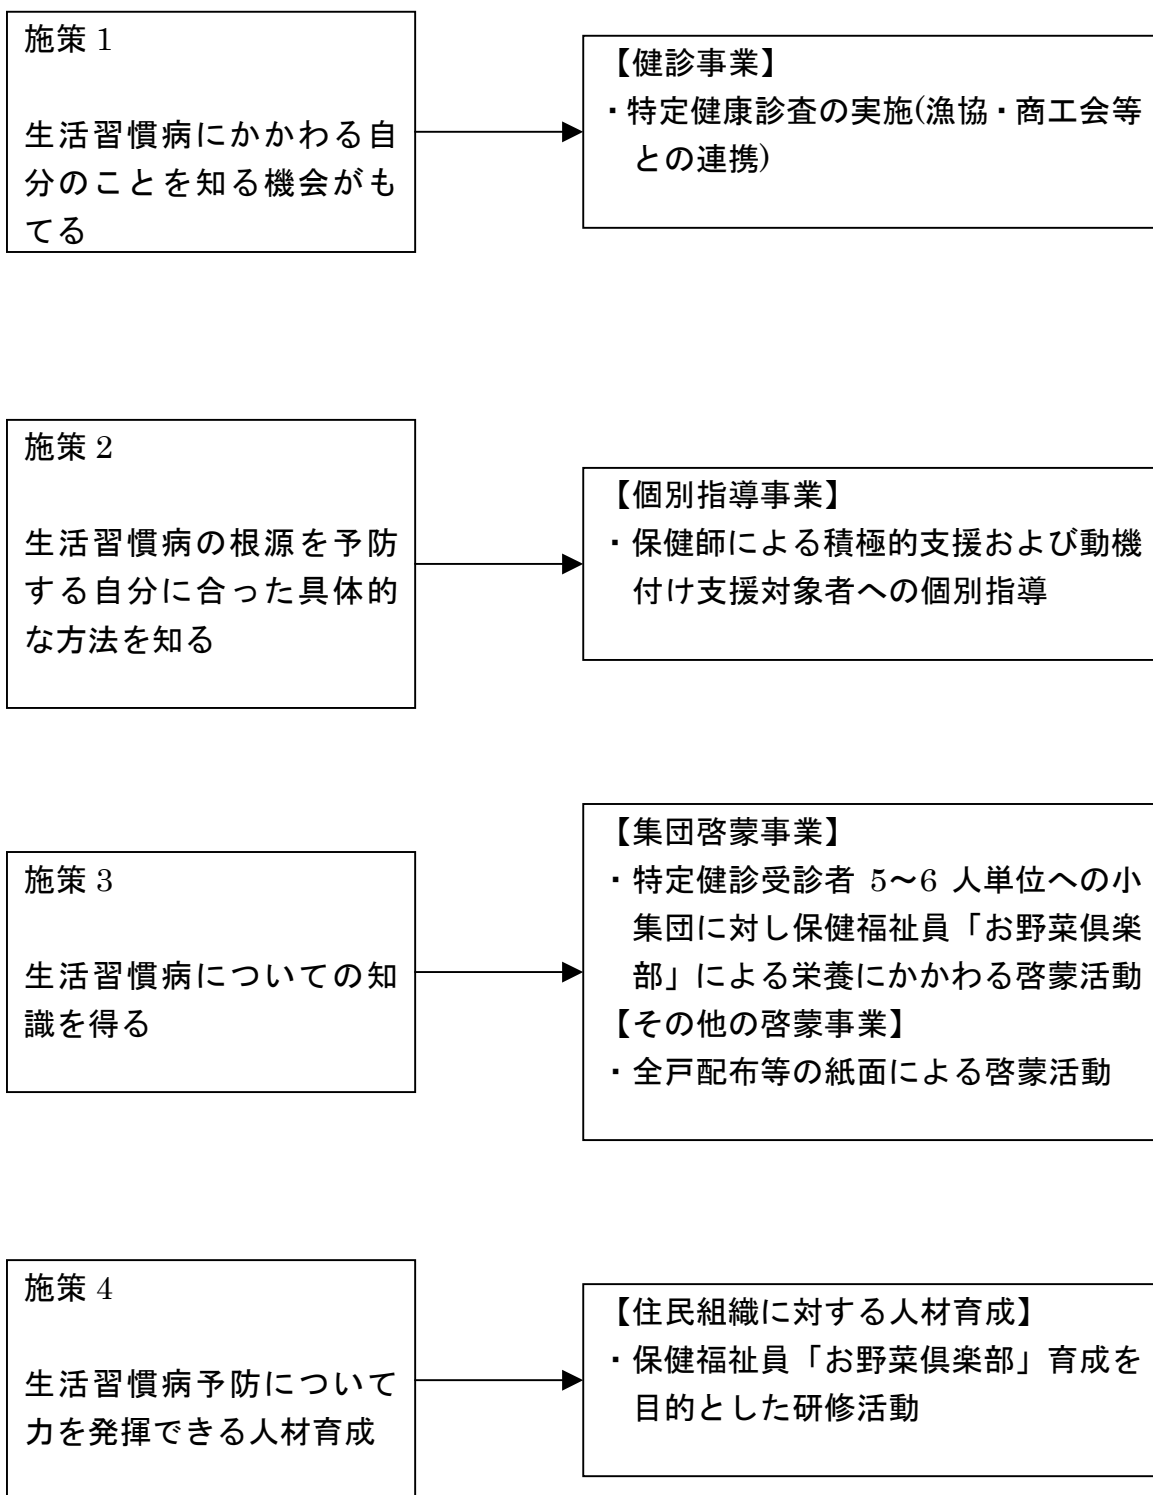 施策 1
生活習慣病にかかわる自
分のことを知る機会がも
てる
【健診事業】
・特定健康診査の実施(漁協・商工会等
との連携)
施策 2
生活習慣病の根源を予防
する自分に合った具体的
な方法を知る
【個別指導事業】
・保健師による積極的支援および動機
付け支援対象者への個別指導
施策 3
生活習慣病についての知
識を得る
【集団啓蒙事業】
・特定健診受診者 5～6 人単位への小
集団に対し保健福祉員「お野菜倶楽
部」による栄養にかかわる啓蒙活動
【その他の啓蒙事業】
・全戸配布等の紙面による啓蒙活動
施策 4
生活習慣病予防について
力を発揮できる人材育成
【住民組織に対する人材育成】
・保健福祉員「お野菜倶楽部」育成を
目的とした研修活動